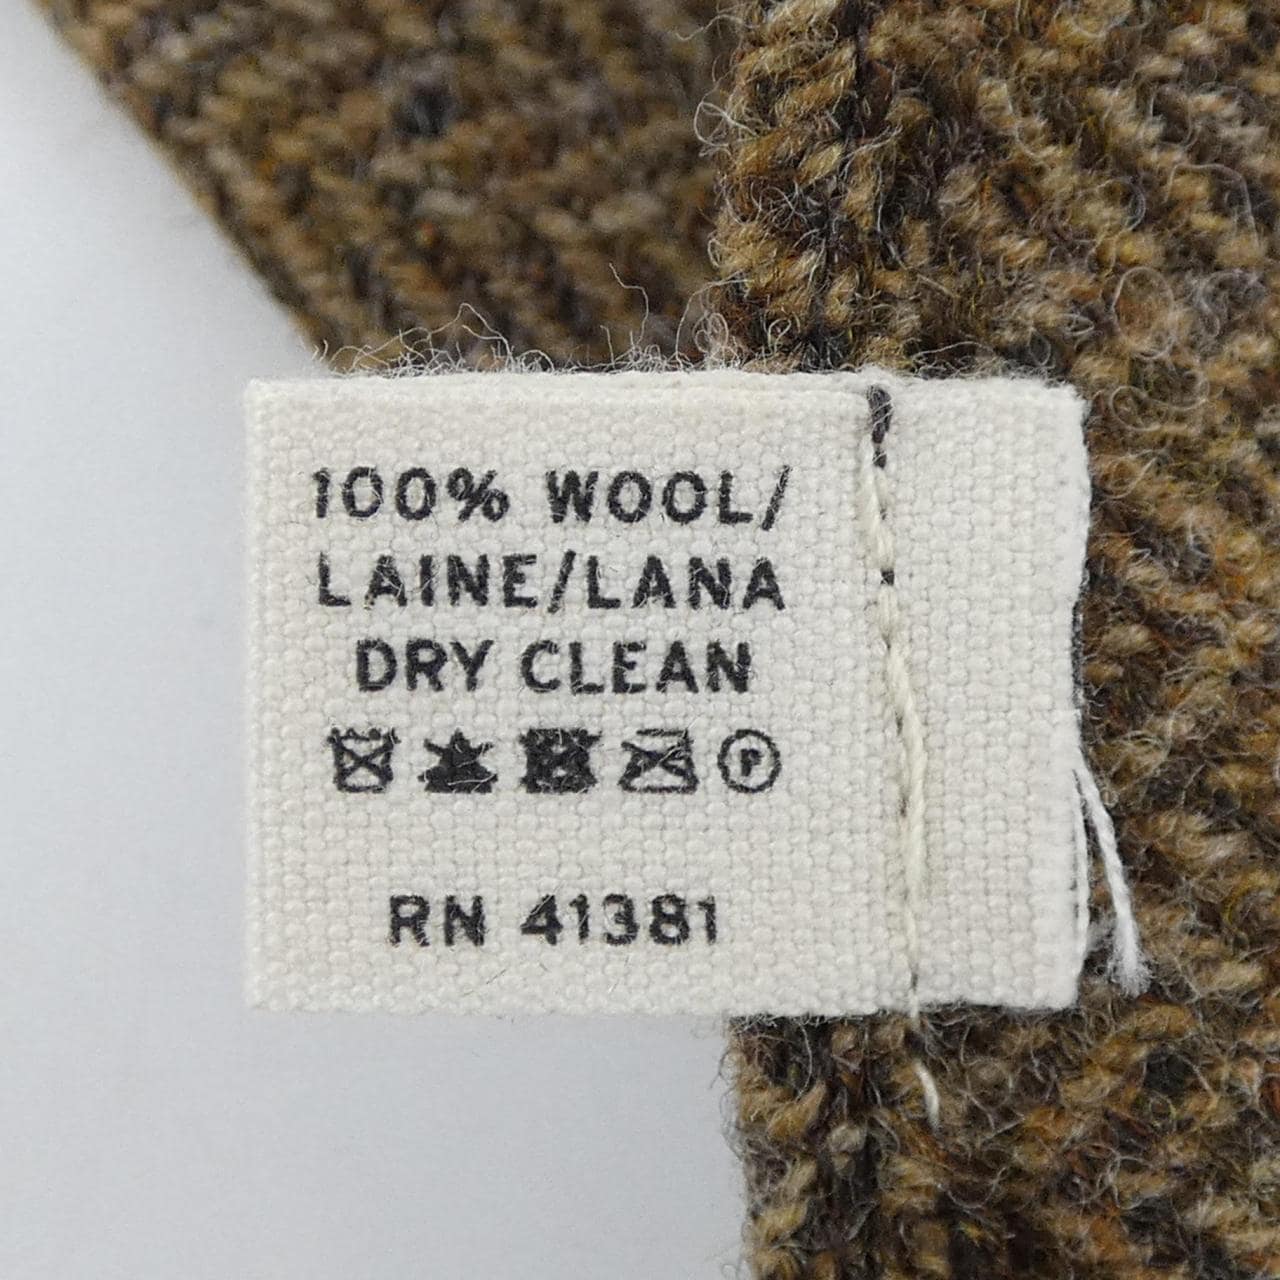 100% WOOL/
LAINE/LANA
DRY CLEAN
P
RN 41381